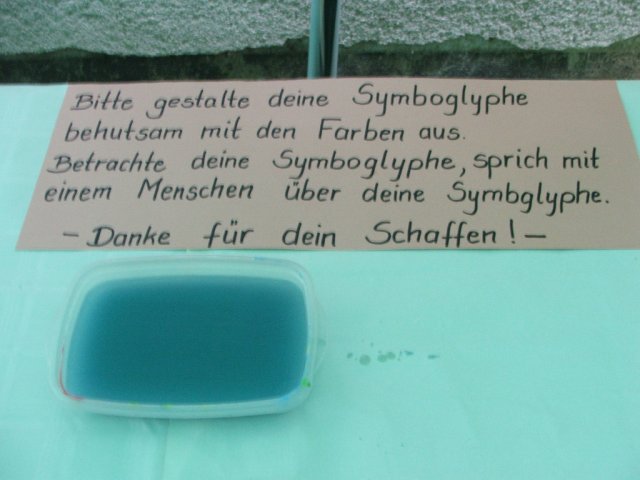 Bitte gestalte deine Symboglyphe
behutsam mit den Farben aus.
Betrachte deine Symboglyphe, sprich mit
einem Menschen über deine Symbglyphe.
- Danke für dein Schaffen! -